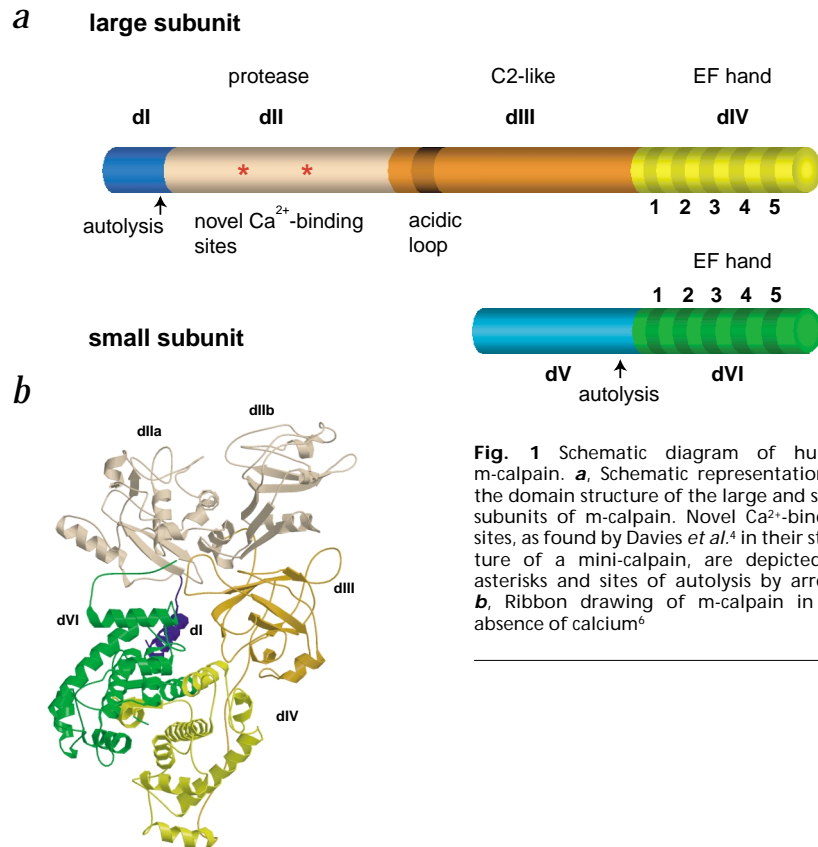 a
large subunit
protease C2-like EF hand
dI dII dIII dIV
* *
1 2 3 4 5
autolysis novel Ca²⁺-binding sites acidic loop
EF hand
1 2 3 4 5
small subunit
dV dVI
autolysis
b
dIIa dIIb
dIII
dVI
dI
dIV
Fig. 1 Schematic diagram of hu
m-calpain. a, Schematic representation
the domain structure of the large and s
subunits of m-calpain. Novel Ca²⁺-bind
sites, as found by Davies et al.⁴ in their st
ture of a mini-calpain, are depicted
asterisks and sites of autolysis by arro
b, Ribbon drawing of m-calpain in
absence of calcium⁶